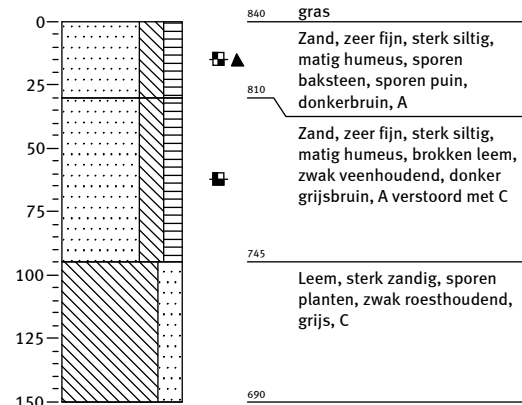 0
25
50
75
100
125
150
840 gras
Zand, zeer fijn, sterk siltig,
matig humeus, sporen
baksteen, sporen puin,
donkerbruin, A
810
Zand, zeer fijn, sterk siltig,
matig humeus, brokken leem,
zwak veenhoudend, donker
grijsbruin, A verstoord met C
745
Leem, sterk zandig, sporen
planten, zwak roesthoudend,
grijs, C
690